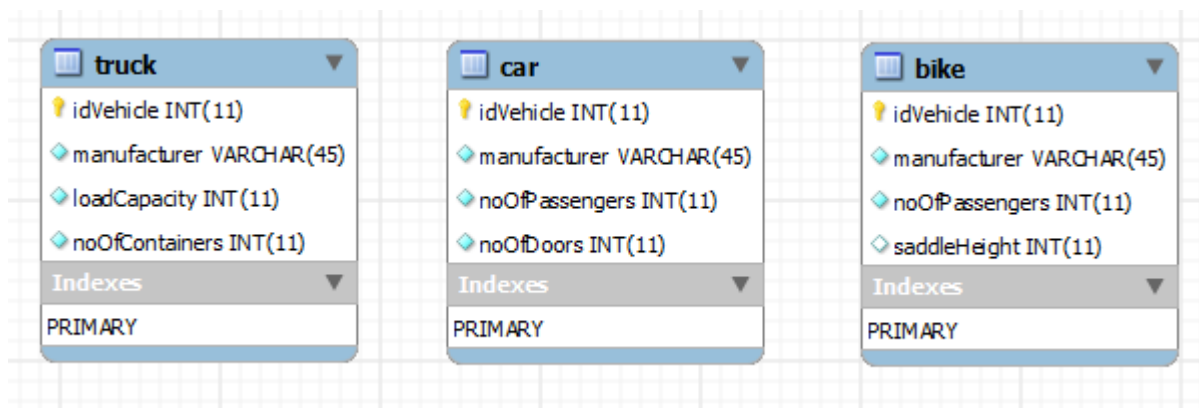 truck
idVehicle INT(11)
manufacturer VARCHAR(45)
loadCapacity INT(11)
noOfContainers INT(11)
Indexes
PRIMARY
car
idVehicle INT(11)
manufacturer VARCHAR(45)
noOfPassengers INT(11)
noOfDoors INT(11)
Indexes
PRIMARY
bike
idVehicle INT(11)
manufacturer VARCHAR(45)
noOfPassengers INT(11)
saddleHeight INT(11)
Indexes
PRIMARY